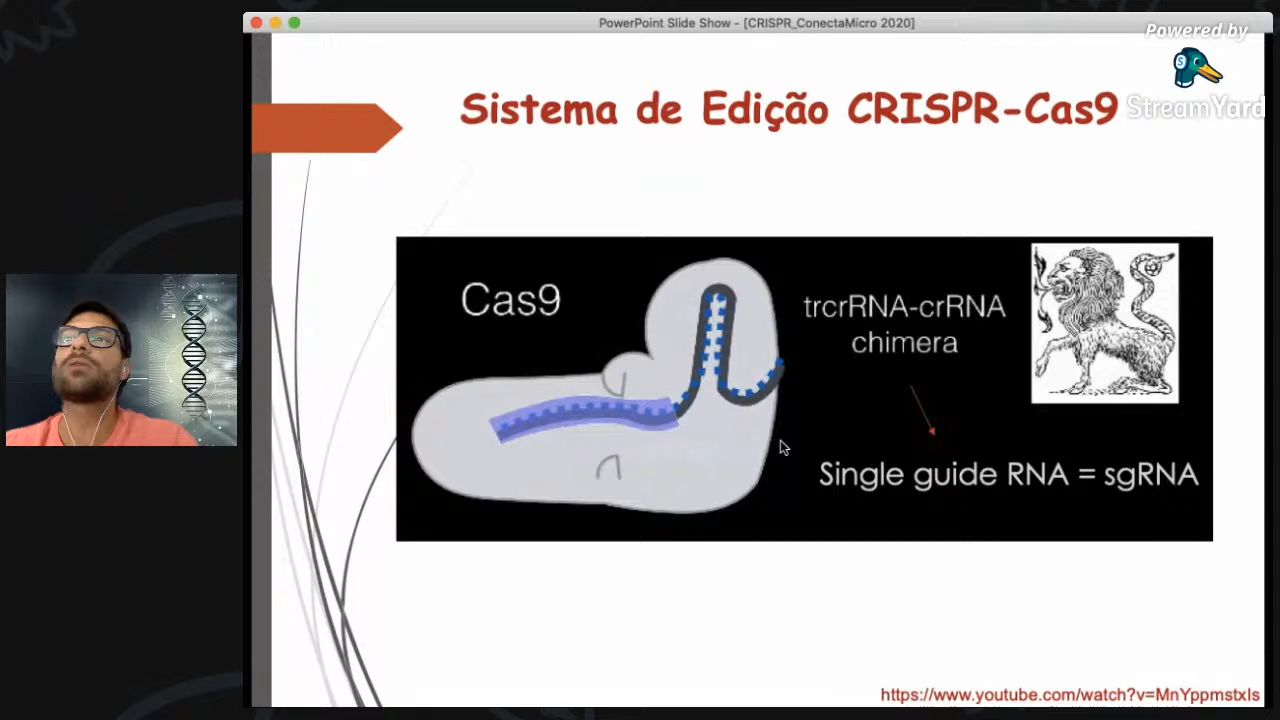 PowerPoint Slide Show - [CRISPR_ConectaMicro 2020]
Powered by
StreamYard
Sistema de Edição CRISPR-Cas9
Cas9
trcrRNA-crRNA
chimera
Single guide RNA = sgRNA
https://www.youtube.com/watch?v=MnYppmstxIs